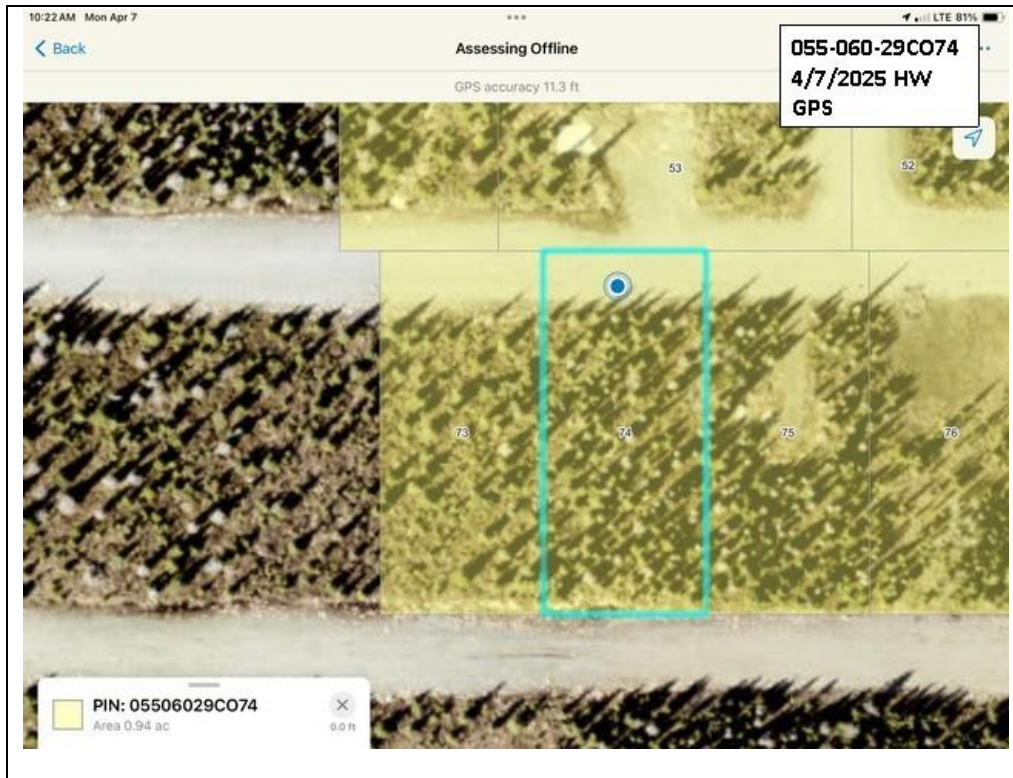 10:22 AM Mon Apr 7
LTE 81%
Back
Assessing Offline
GPS accuracy 11.3 ft
055-060-29CO74
4/7/2025 HW
GPS
53
52
73
74
75
76
PIN: 05506029CO74
Area 0.94 ac
0.0 ft